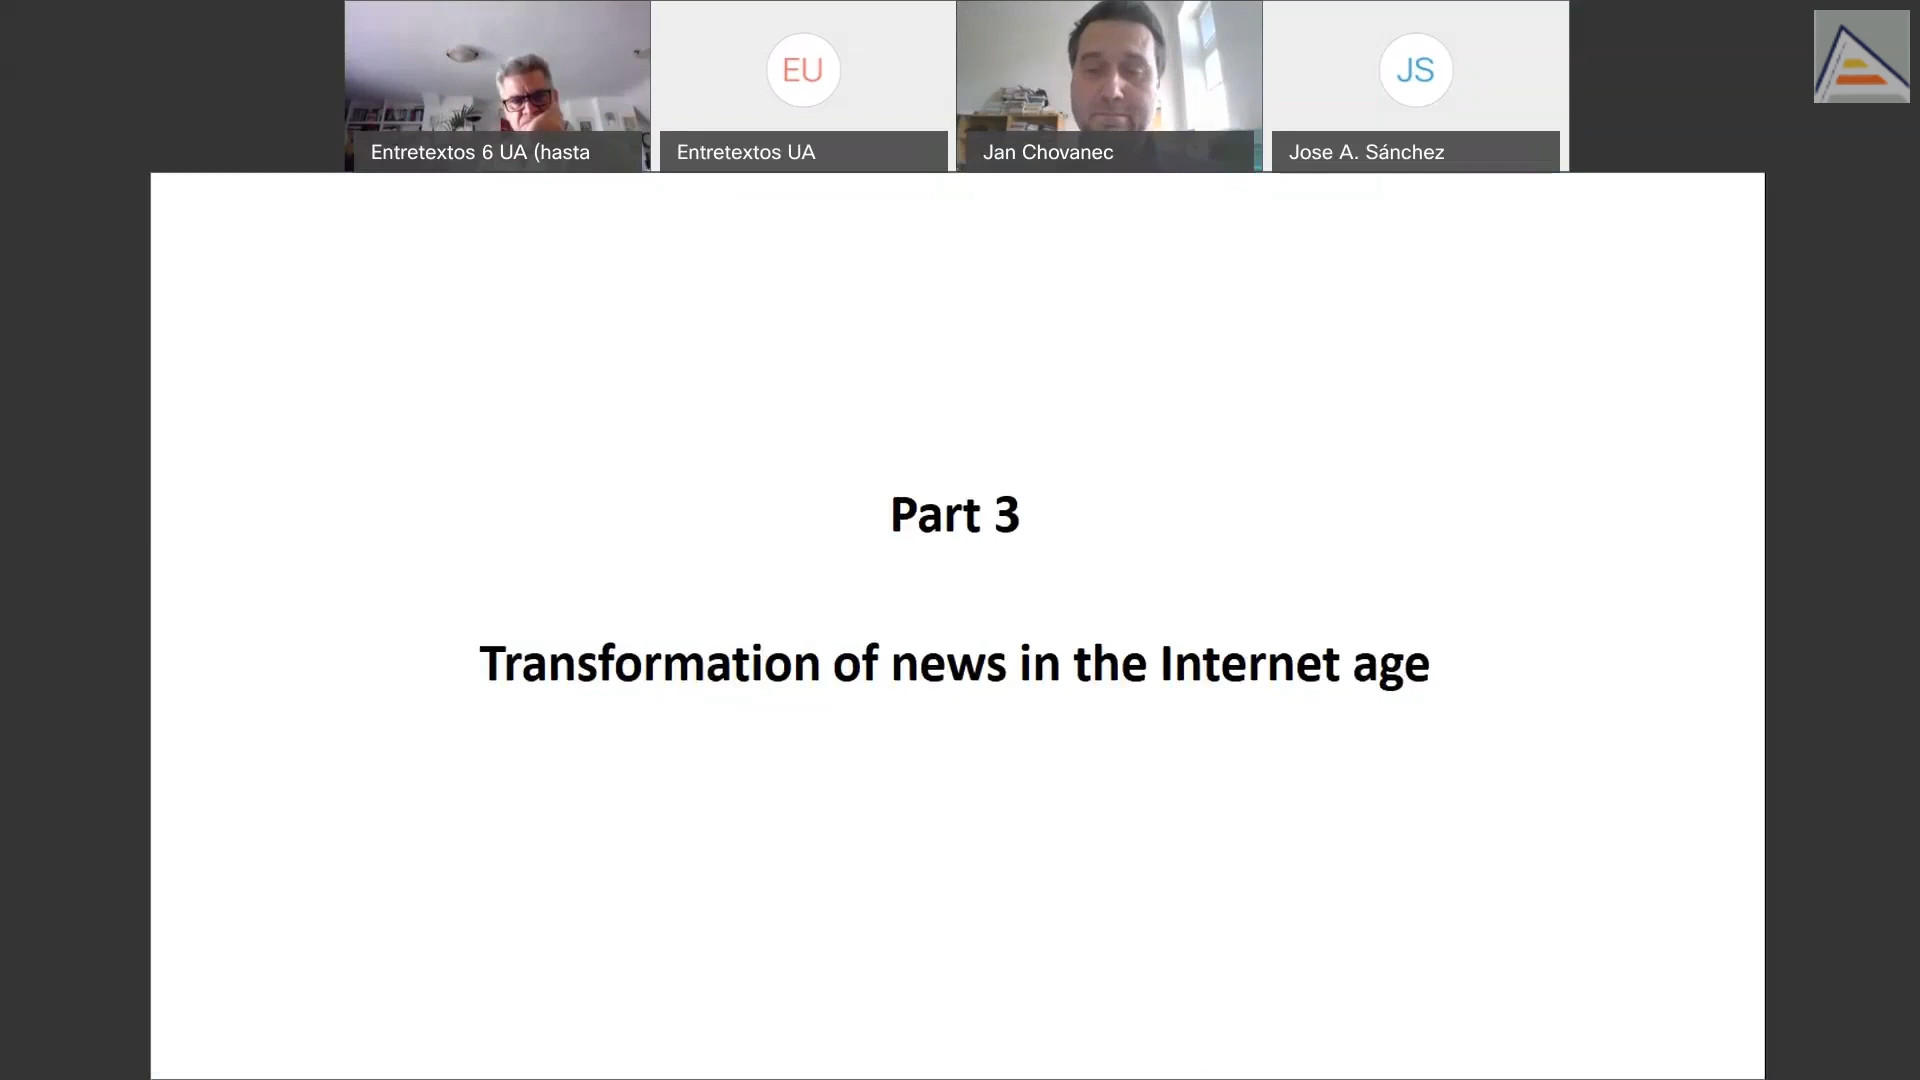 EU
JS
Entretextos 6 UA (hasta
Entretextos UA
Jan Chovanec
Jose A. Sánchez
Part 3
Transformation of news in the Internet age